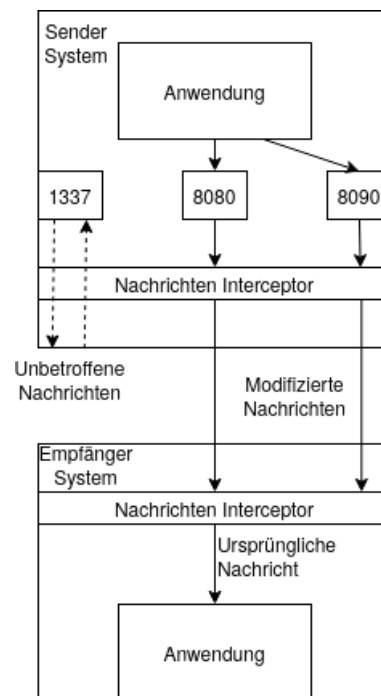 Sender
System
Anwendung
1337
8080
8090
Nachrichten Interceptor
Unbetroffene
Nachrichten
Modifizierte
Nachrichten
Empfänger
System
Nachrichten Interceptor
Ursprüngliche
Nachricht
Anwendung